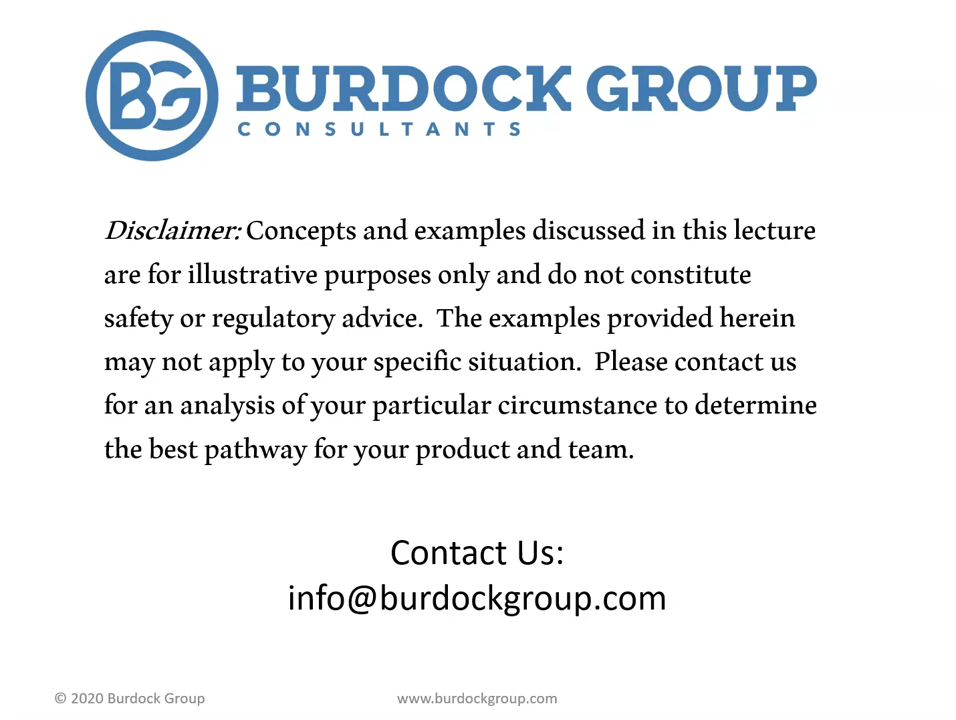 BG
BURDOCK GROUP
CONSULTANTS
Disclaimer: Concepts and examples discussed in this lecture
are for illustrative purposes only and do not constitute
safety or regulatory advice.  The examples provided herein
may not apply to your specific situation.  Please contact us
for an analysis of your particular circumstance to determine
the best pathway for your product and team.
Contact Us:
info@burdockgroup.com
© 2020 Burdock Group
www.burdockgroup.com